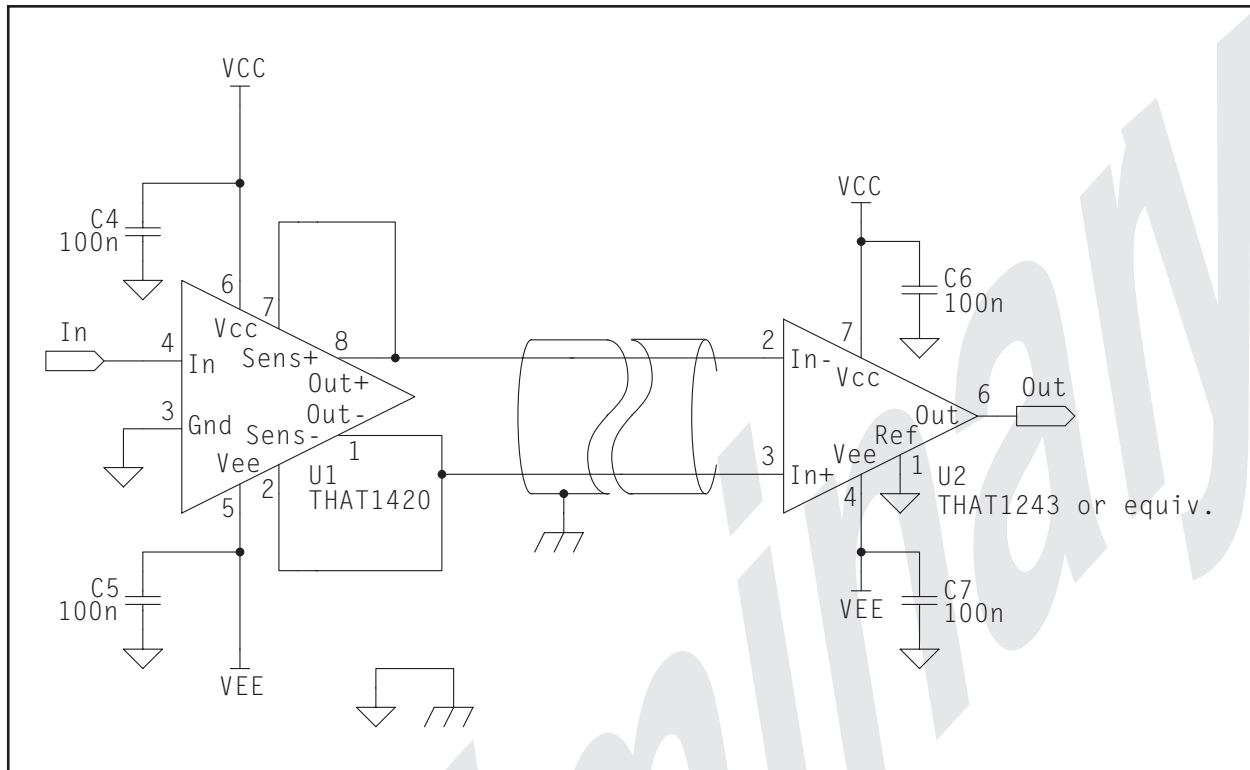 VCC
C4
100n
6
7
In
4
Vcc
8
In
Sens+
Out+
Out-
3
Gnd
Sens-
1
Vee
2
5
U1
THAT1420
C5
100n
VEE
VCC
C6
100n
7
2
In-
Vcc
6
Out
Out
Ref
Vee
1
3
In+
4
U2
THAT1243 or equiv.
C7
100n
VEE